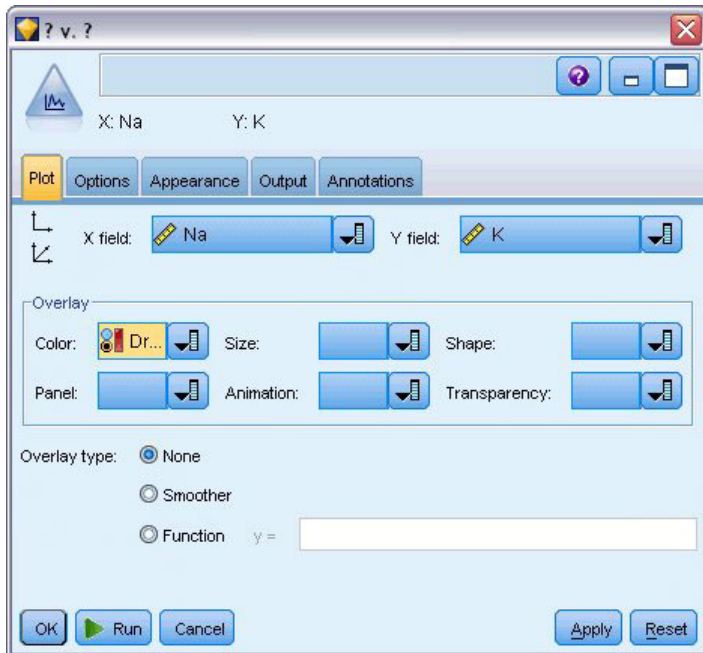 ? v. ?
X: Na Y: K
Plot Options Appearance Output Annotations
X field: Na Y field: K
Overlay
Color: Dr... Size: Shape:
Panel: Animation: Transparency:
Overlay type: None
Smoother
Function y =
OK Run Cancel Apply Reset